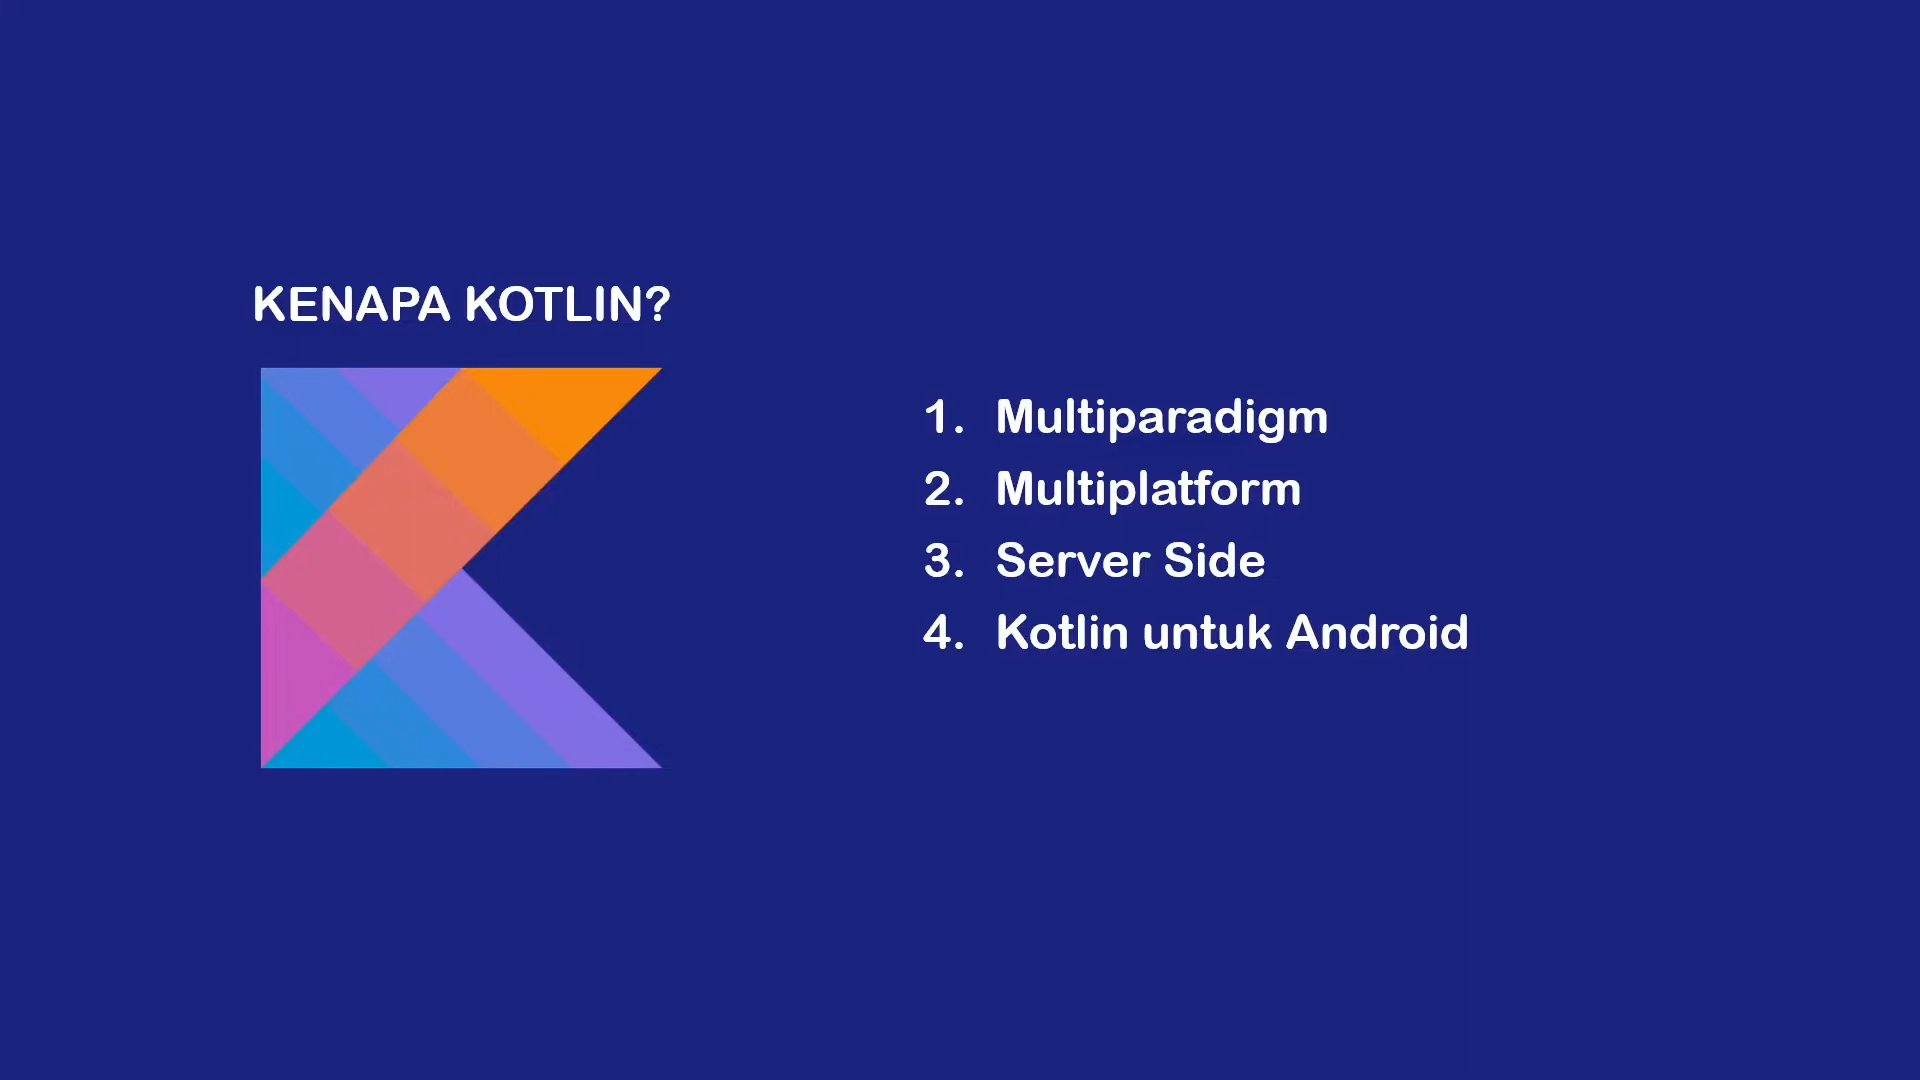 KENAPA KOTLIN?
1. Multiparadigm
2. Multiplatform
3. Server Side
4. Kotlin untuk Android